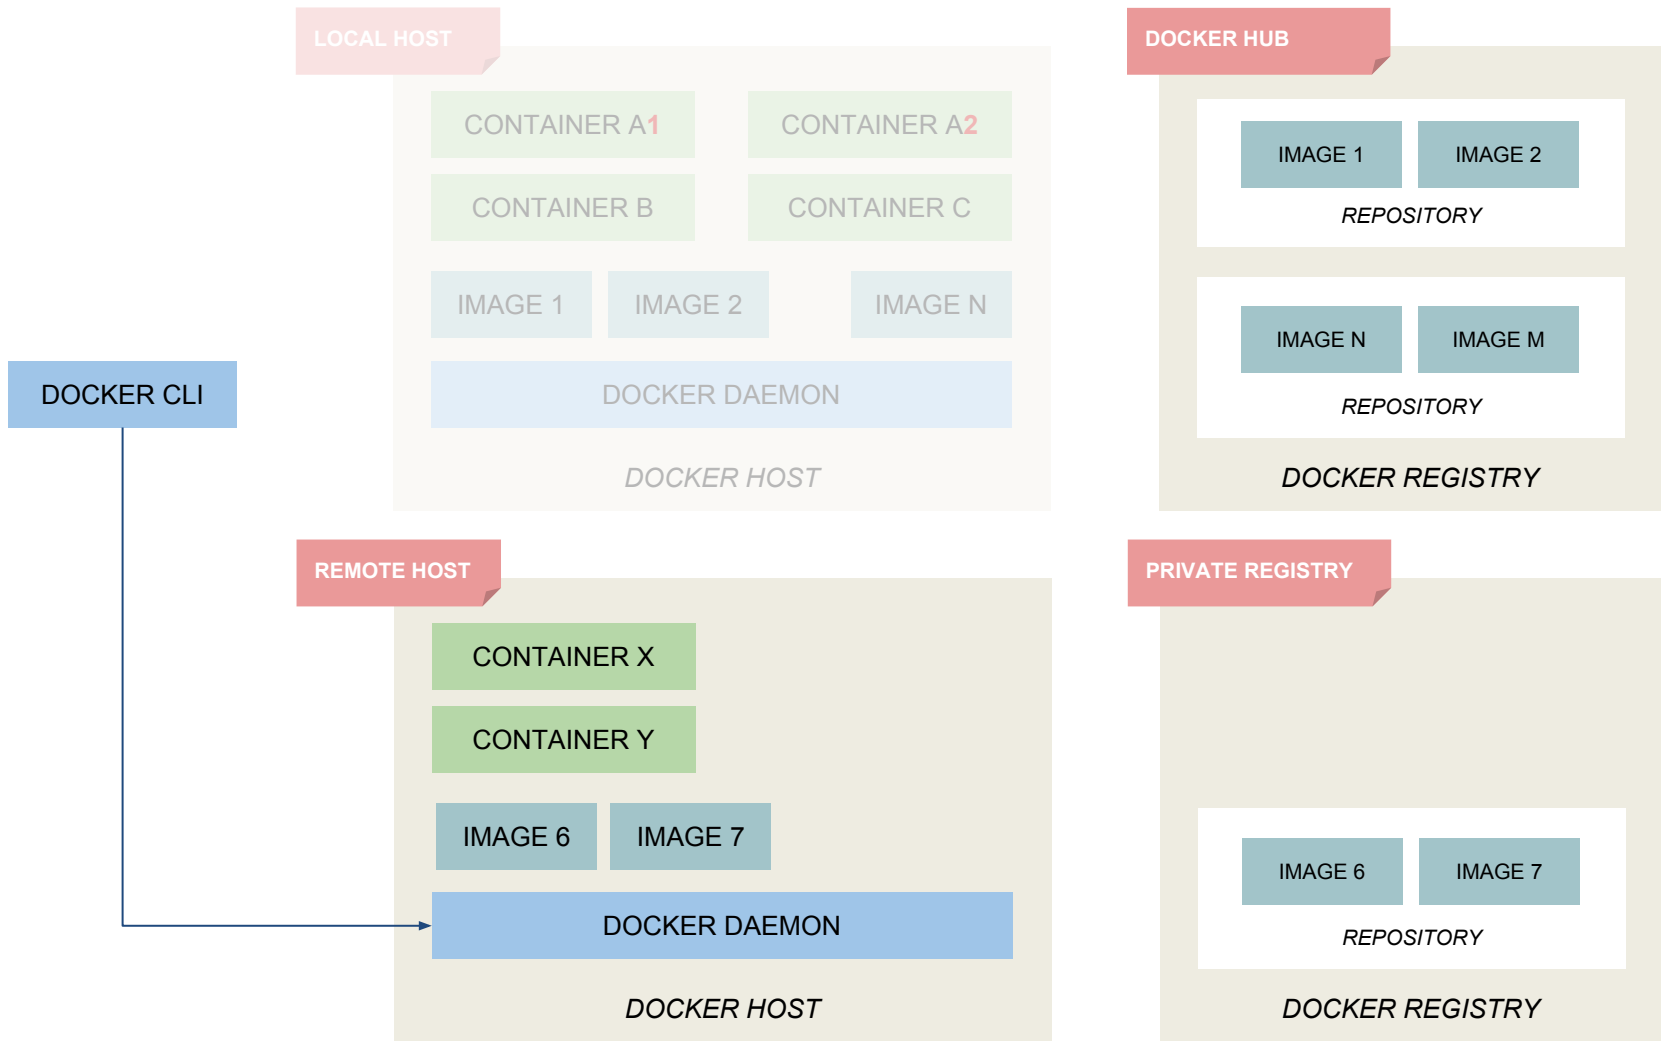 LOCAL HOST
CONTAINER A1
CONTAINER A2
CONTAINER B
CONTAINER C
IMAGE 1
IMAGE 2
IMAGE N
DOCKER DAEMON
DOCKER HOST
DOCKER HUB
IMAGE 1
IMAGE 2
REPOSITORY
IMAGE N
IMAGE M
REPOSITORY
DOCKER REGISTRY
DOCKER CLI
REMOTE HOST
CONTAINER X
CONTAINER Y
IMAGE 6
IMAGE 7
DOCKER DAEMON
DOCKER HOST
PRIVATE REGISTRY
IMAGE 6
IMAGE 7
REPOSITORY
DOCKER REGISTRY